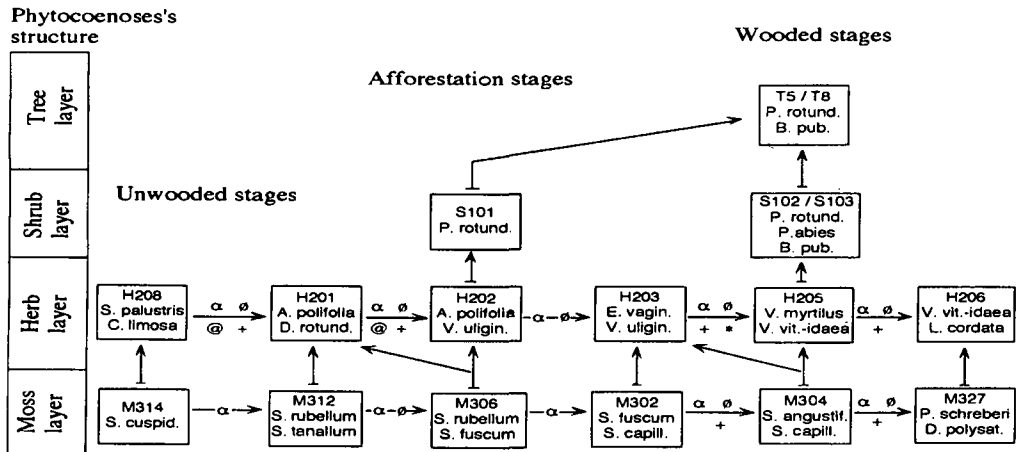 Phytocoenoses's
structure
Wooded stages
Afforestation stages
Unwooded stages
Tree
layer
T5 / T8
P. rotund.
B. pub.
Shrub
layer
S101
P. rotund.
S102 / S103
P. rotund.
P.abies
B. pub.
Herb
layer
H208
S. palustris
C. limosa
α ø
@ +
H201
A. polifolia
D. rotund.
α ø
@ +
H202
A. polifolia
V. uligin.
α-ø
H203
E. vagin.
V. uligin.
α ø
+ *
H205
V. myrtilus
V. vit.-idaea
α ø
+
H206
V. vit.-idaea
L. cordata
Moss
layer
M314
S. cuspid.
α
M312
S. rubellum
S. tenallum
α-ø
M306
S. rubellum
S. fuscum
α
M302
S. fuscum
S. capill.
α ø
+
M304
S. angustif.
S. capill.
α ø
+
M327
P. schreberi
D. polysat.